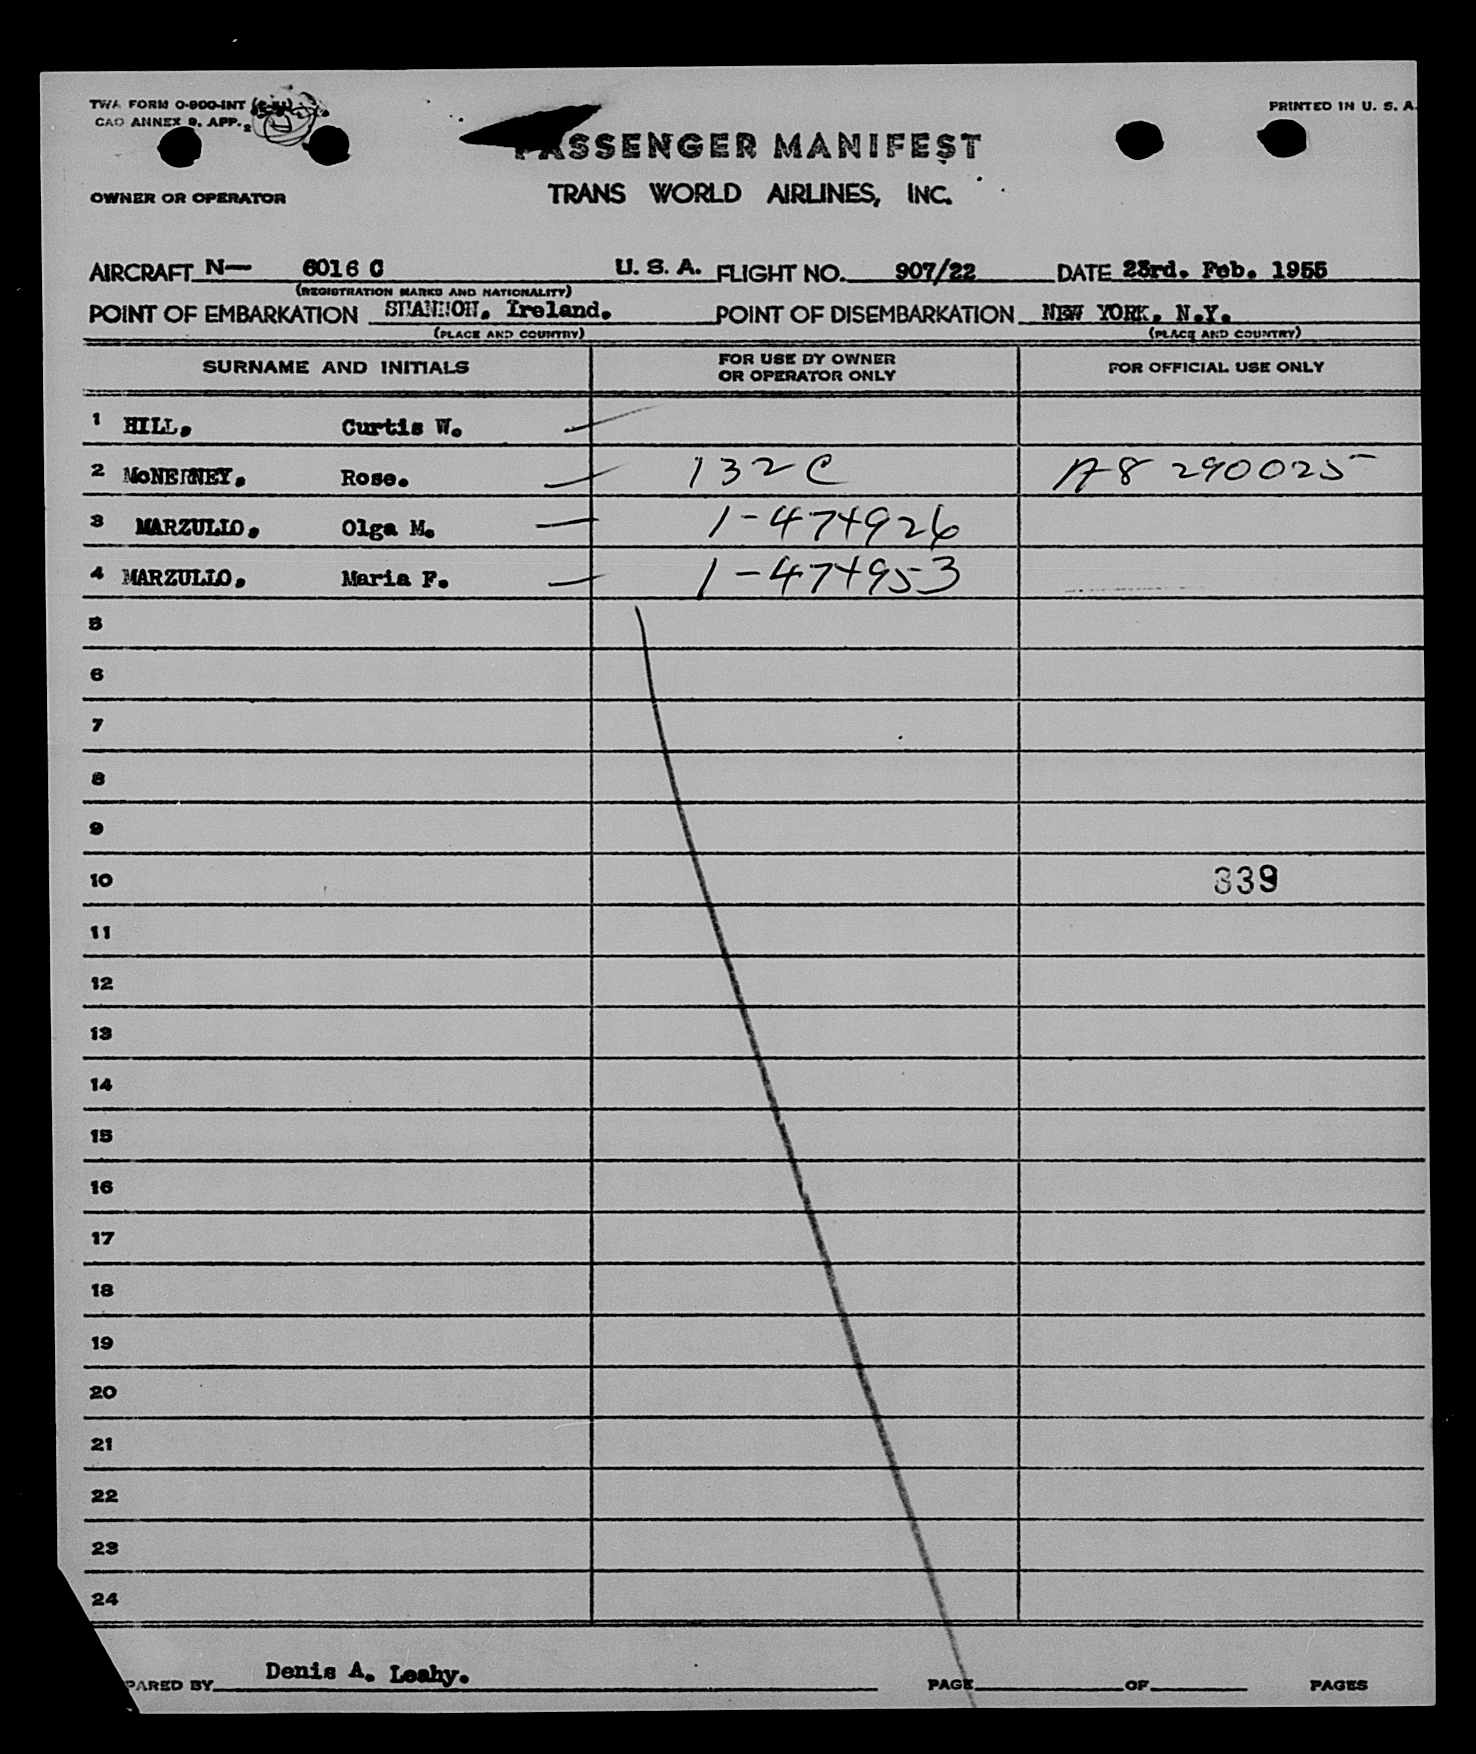 TWA FORM O-900-INT
PRINTED IN U. S. A.
CAO ANNEX 9. APP. 2
PASSENGER MANIFEST
OWNER OR OPERATOR
TRANS WORLD AIRLINES, INC.
AIRCRAFT N— 6016 C U. S. A. FLIGHT NO. 907/22 DATE 23rd. Feb. 1955
(REGISTRATION MARKS AND NATIONALITY)
POINT OF EMBARKATION SHANNON, Ireland. POINT OF DISEMBARKATION NEW YORK. N.Y.
(PLACE AND COUNTRY) (PLACE AND COUNTRY)
SURNAME AND INITIALS FOR USE BY OWNER OR OPERATOR ONLY FOR OFFICIAL USE ONLY
1 HILL, Curtis W.
2 McNERNEY, Rose. 132 C A8 290025
3 MARZULLO, Olga M. 1-474926
4 MARZULLO, Maria F. 1-474953
5
6
7
8
9
10 339
11
12
13
14
15
16
17
18
19
20
21
22
23
24
PARED BY Denis A. Leahy.
PAGE OF PAGES